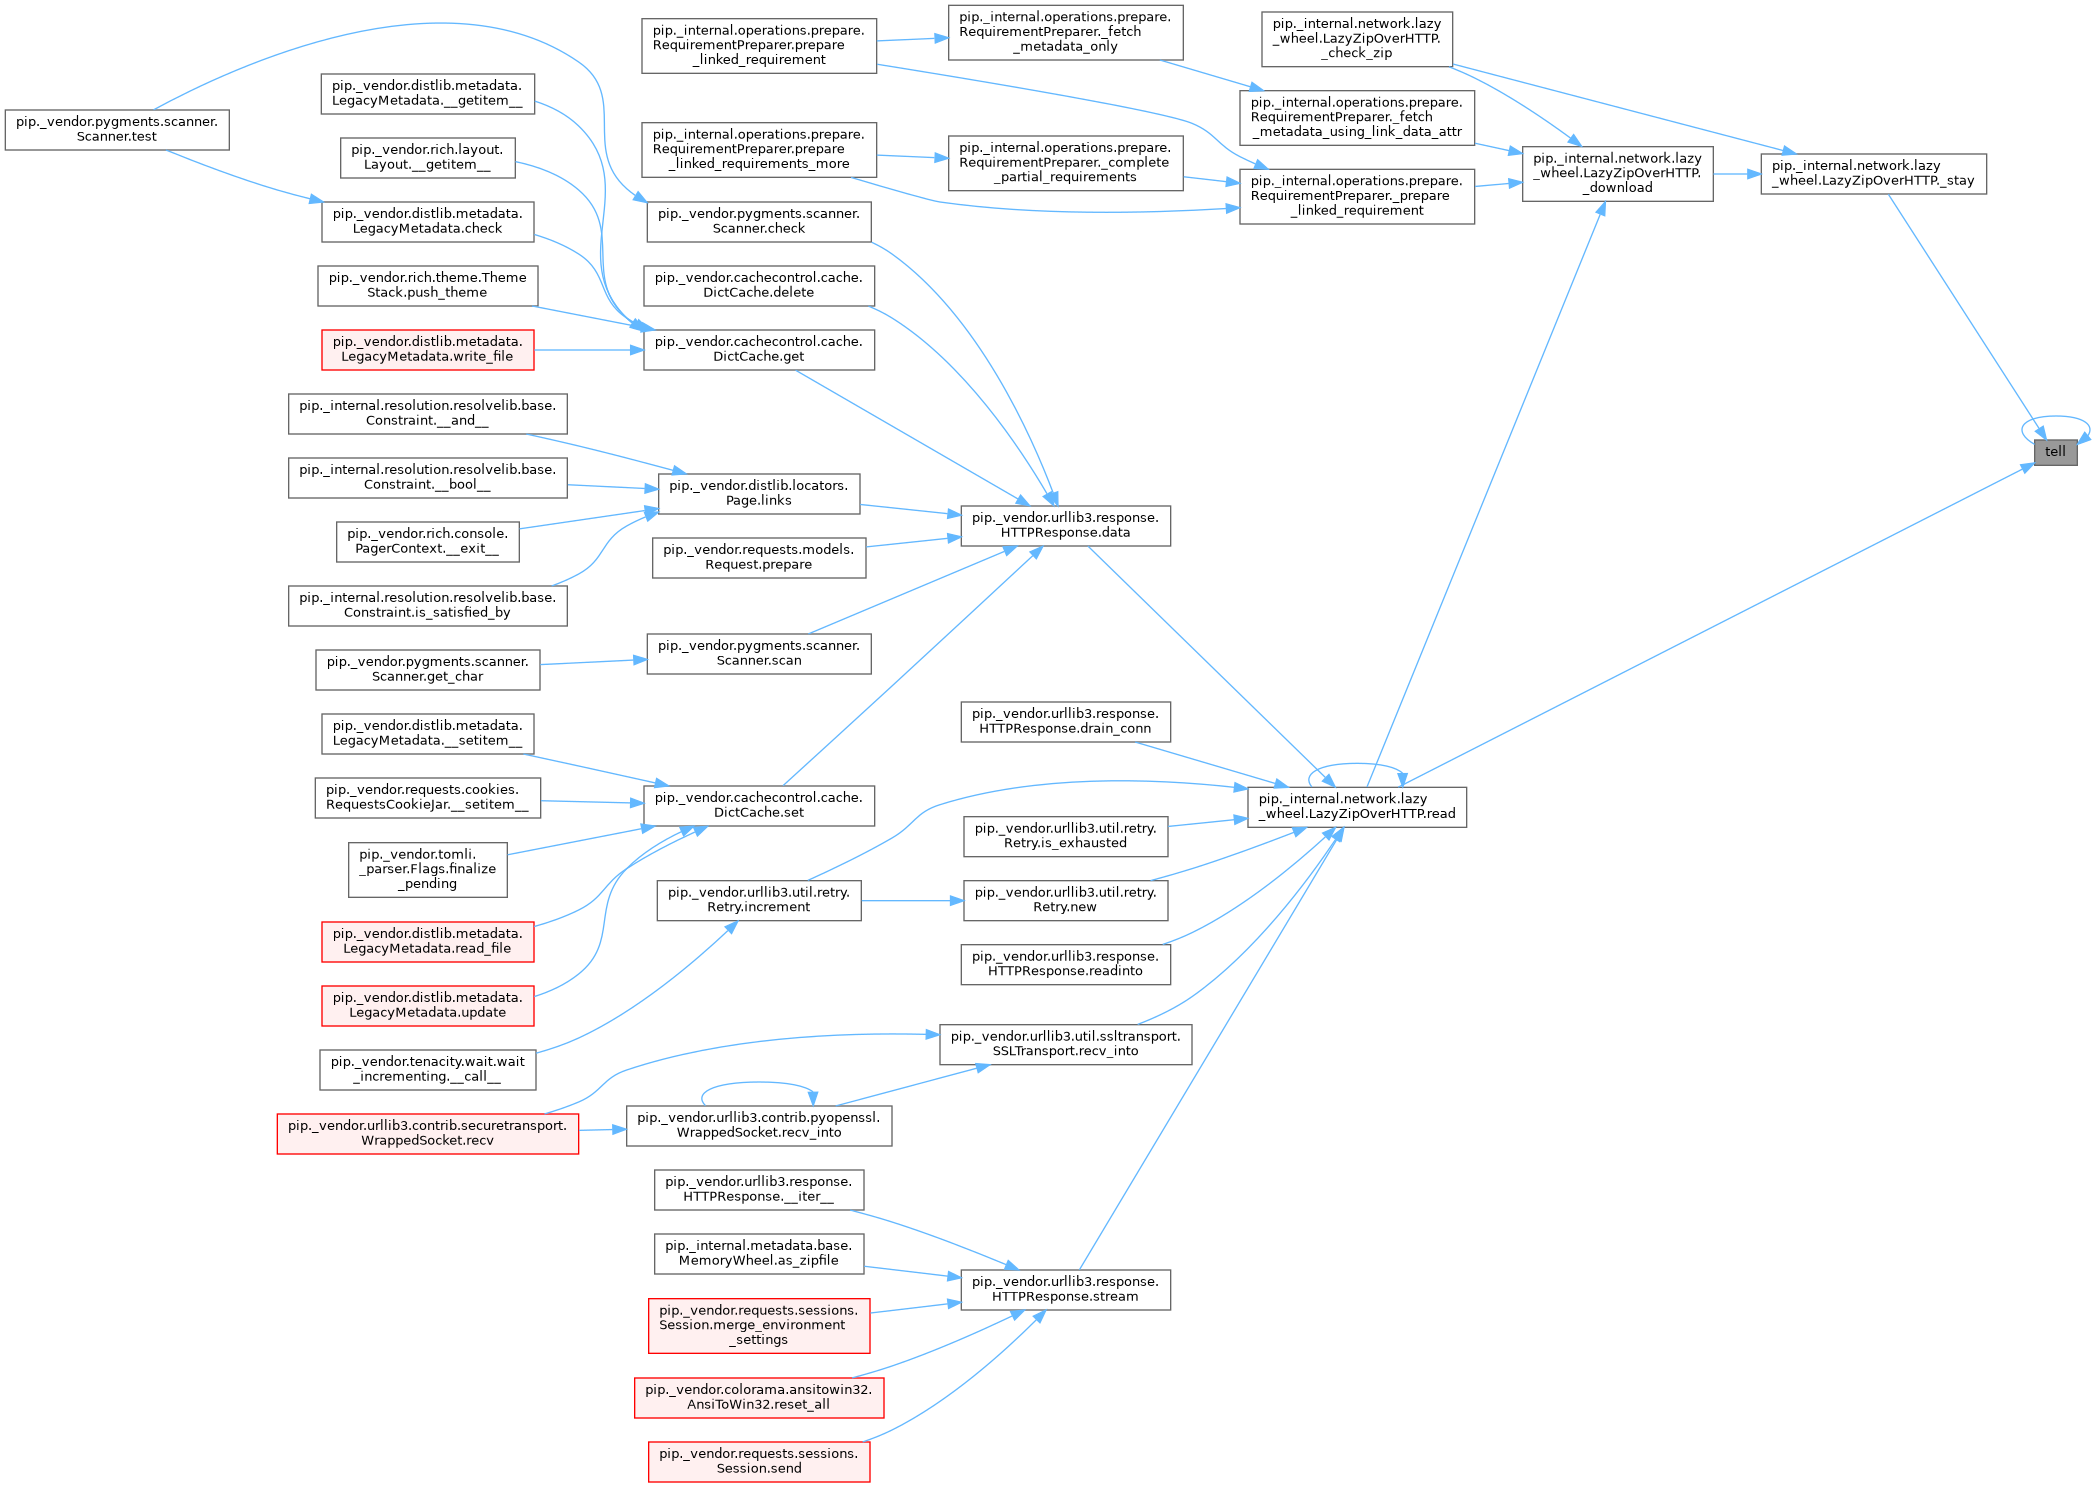 pip._vendor.pygments.scanner.
Scanner.test
pip._vendor.distlib.metadata.
LegacyMetadata.__getitem__
pip._vendor.rich.layout.
Layout.__getitem__
pip._vendor.distlib.metadata.
LegacyMetadata.check
pip._vendor.rich.theme.Theme
Stack.push_theme
pip._vendor.distlib.metadata.
LegacyMetadata.write_file
pip._internal.resolution.resolvelib.base.
Constraint.__and__
pip._internal.resolution.resolvelib.base.
Constraint.__bool__
pip._vendor.rich.console.
PagerContext.__exit__
pip._internal.resolution.resolvelib.base.
Constraint.is_satisfied_by
pip._vendor.pygments.scanner.
Scanner.get_char
pip._vendor.distlib.metadata.
LegacyMetadata.__setitem__
pip._vendor.requests.cookies.
RequestsCookieJar.__setitem__
pip._vendor.tomli.
_parser.Flags.finalize
_pending
pip._vendor.distlib.metadata.
LegacyMetadata.read_file
pip._vendor.distlib.metadata.
LegacyMetadata.update
pip._vendor.tenacity.wait.wait
_incrementing.__call__
pip._vendor.urllib3.contrib.securetransport.
WrappedSocket.recv
pip._internal.operations.prepare.
RequirementPreparer.prepare
_linked_requirement
pip._internal.operations.prepare.
RequirementPreparer.prepare
_linked_requirements_more
pip._vendor.pygments.scanner.
Scanner.check
pip._vendor.cachecontrol.cache.
DictCache.delete
pip._vendor.cachecontrol.cache.
DictCache.get
pip._vendor.distlib.locators.
Page.links
pip._vendor.requests.models.
Request.prepare
pip._vendor.pygments.scanner.
Scanner.scan
pip._vendor.cachecontrol.cache.
DictCache.set
pip._vendor.urllib3.util.retry.
Retry.increment
pip._vendor.urllib3.contrib.pyopenssl.
WrappedSocket.recv_into
pip._vendor.urllib3.response.
HTTPResponse.__iter__
pip._internal.metadata.base.
MemoryWheel.as_zipfile
pip._vendor.requests.sessions.
Session.merge_environment
_settings
pip._vendor.colorama.ansitowin32.
AnsiToWin32.reset_all
pip._vendor.requests.sessions.
Session.send
pip._internal.operations.prepare.
RequirementPreparer._fetch
_metadata_only
pip._internal.operations.prepare.
RequirementPreparer._complete
_partial_requirements
pip._vendor.urllib3.response.
HTTPResponse.data
pip._vendor.urllib3.response.
HTTPResponse.drain_conn
pip._vendor.urllib3.util.retry.
Retry.is_exhausted
pip._vendor.urllib3.util.retry.
Retry.new
pip._vendor.urllib3.response.
HTTPResponse.readinto
pip._vendor.urllib3.util.ssltransport.
SSLTransport.recv_into
pip._vendor.urllib3.response.
HTTPResponse.stream
pip._internal.network.lazy
_wheel.LazyZipOverHTTP.
_check_zip
pip._internal.operations.prepare.
RequirementPreparer._fetch
_metadata_using_link_data_attr
pip._internal.operations.prepare.
RequirementPreparer._prepare
_linked_requirement
pip._internal.network.lazy
_wheel.LazyZipOverHTTP.read
pip._internal.network.lazy
_wheel.LazyZipOverHTTP.
_download
pip._internal.network.lazy
_wheel.LazyZipOverHTTP._stay
tell